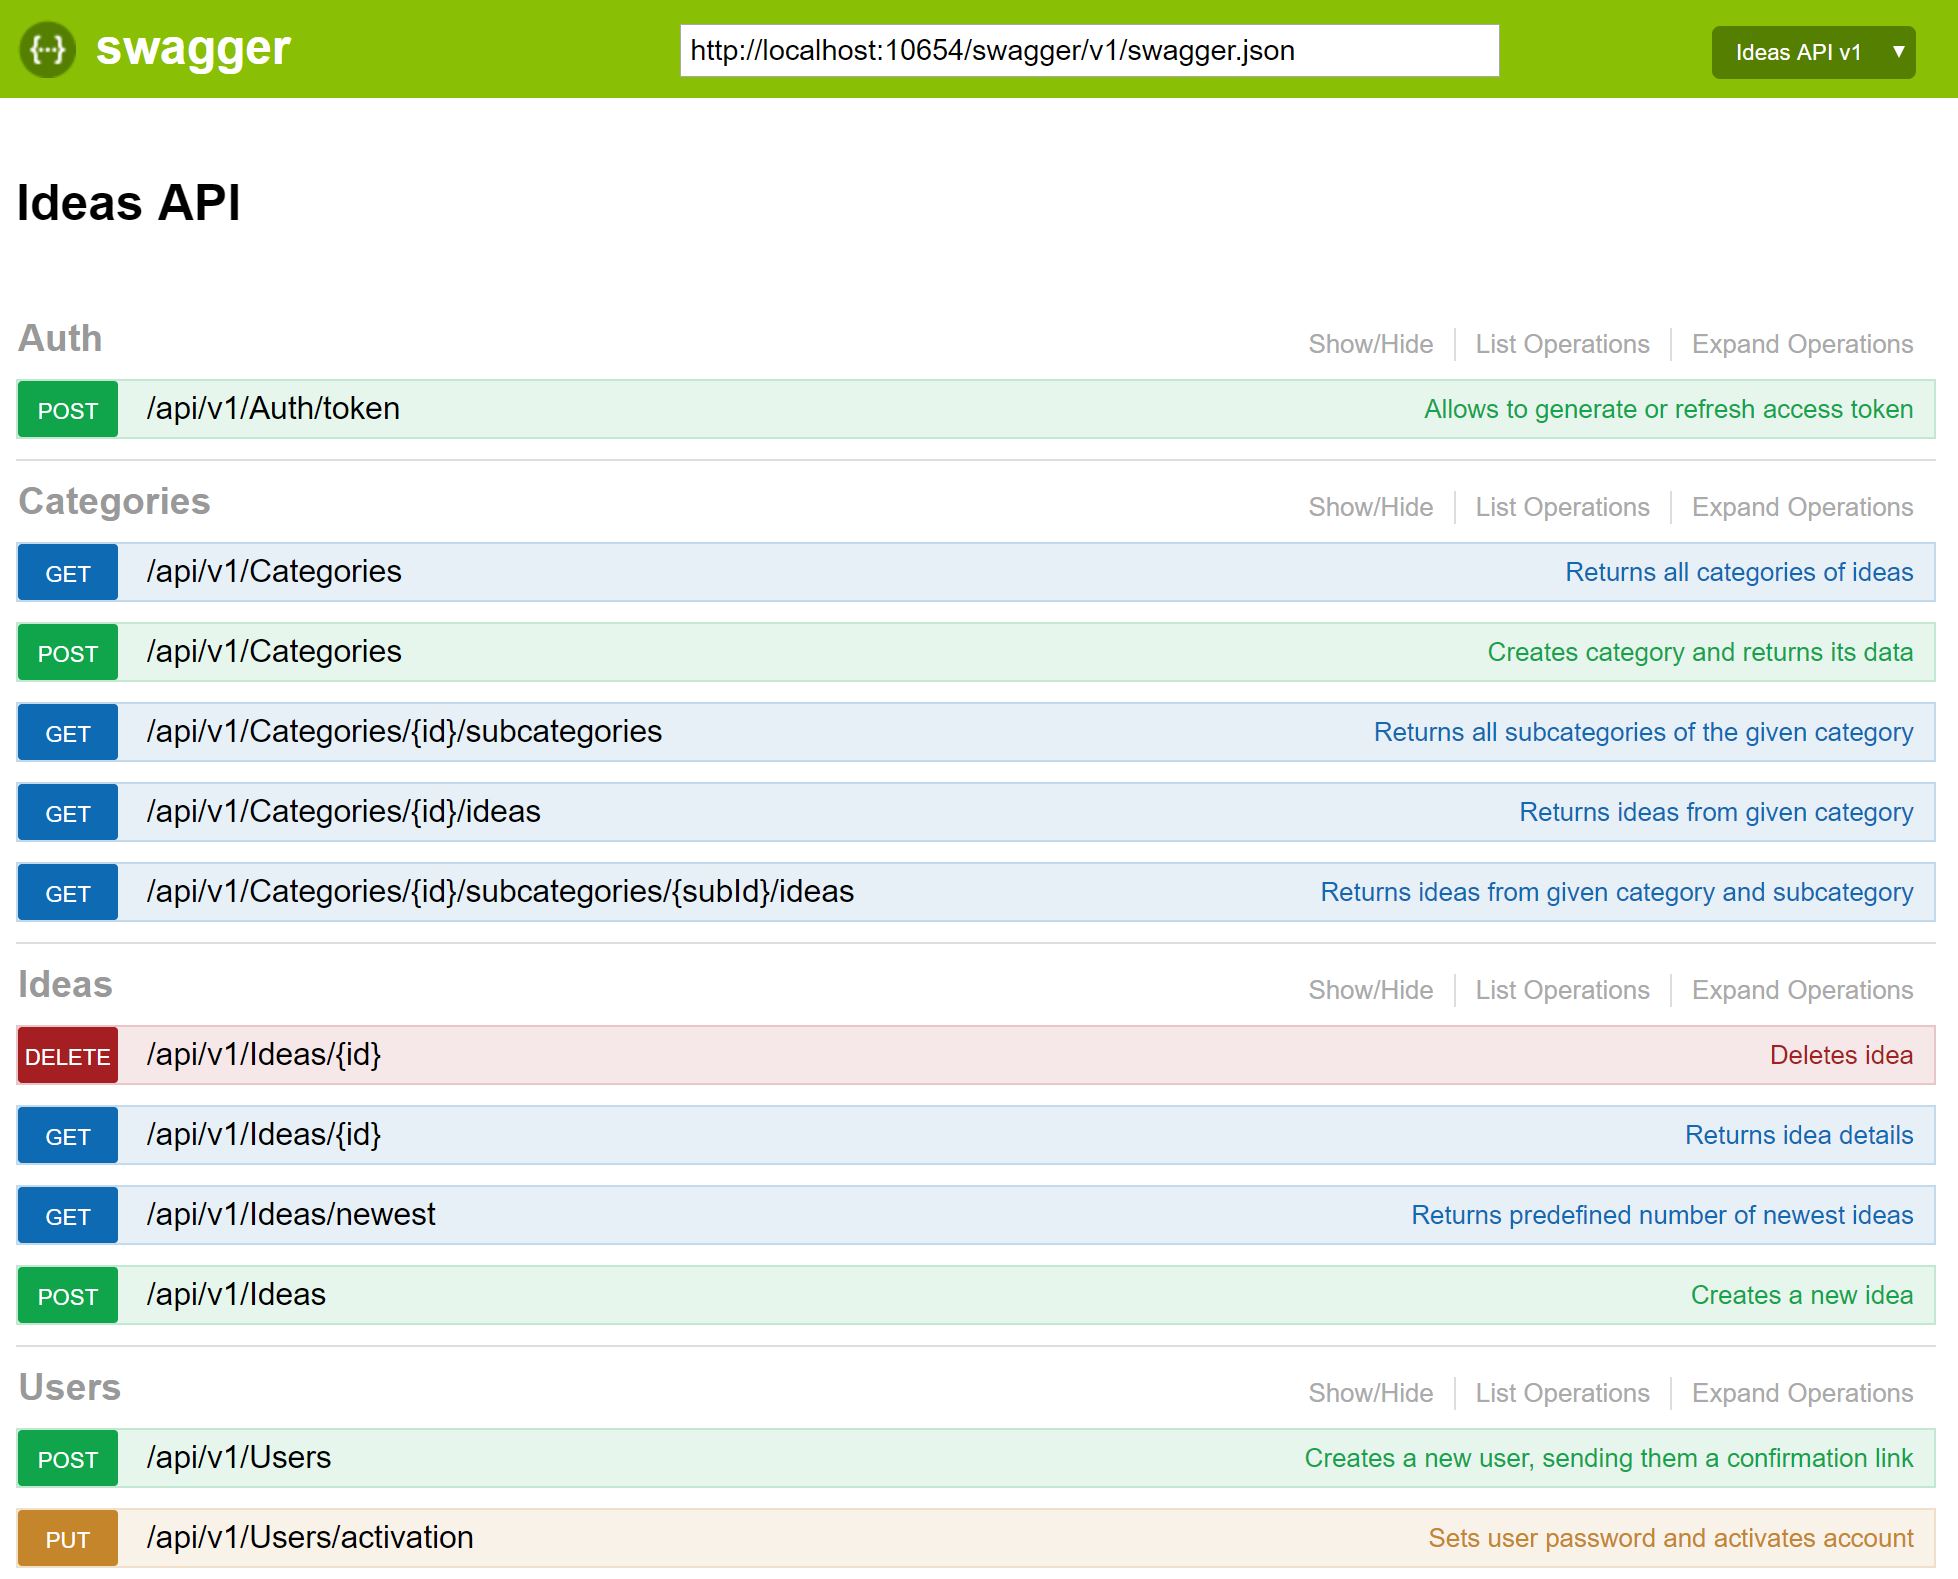 {···} swagger http://localhost:10654/swagger/v1/swagger.json Ideas API v1
Ideas API
Auth Show/Hide List Operations Expand Operations
POST /api/v1/Auth/token Allows to generate or refresh access token
Categories Show/Hide List Operations Expand Operations
GET /api/v1/Categories Returns all categories of ideas
POST /api/v1/Categories Creates category and returns its data
GET /api/v1/Categories/{id}/subcategories Returns all subcategories of the given category
GET /api/v1/Categories/{id}/ideas Returns ideas from given category
GET /api/v1/Categories/{id}/subcategories/{subId}/ideas Returns ideas from given category and subcategory
Ideas Show/Hide List Operations Expand Operations
DELETE /api/v1/Ideas/{id} Deletes idea
GET /api/v1/Ideas/{id} Returns idea details
GET /api/v1/Ideas/newest Returns predefined number of newest ideas
POST /api/v1/Ideas Creates a new idea
Users Show/Hide List Operations Expand Operations
POST /api/v1/Users Creates a new user, sending them a confirmation link
PUT /api/v1/Users/activation Sets user password and activates account